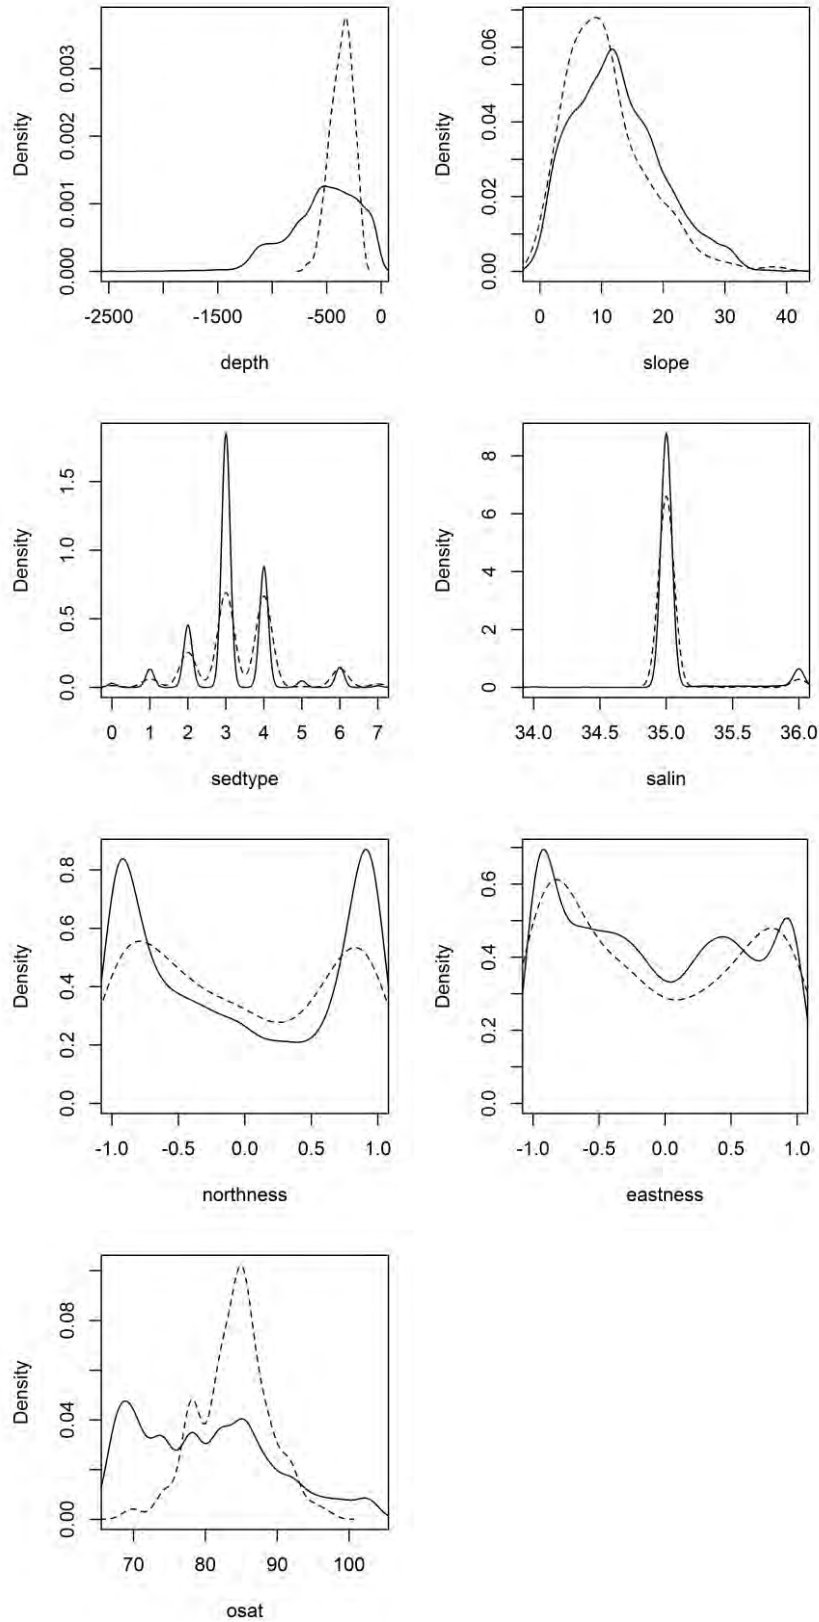 Density
0.000 0.001 0.002 0.003
-2500 -1500 -500 0
depth
Density
0.00 0.02 0.04 0.06
0 10 20 30 40
slope
Density
0.0 0.5 1.0 1.5
0 1 2 3 4 5 6 7
sedtype
Density
0 2 4 6 8
34.0 34.5 35.0 35.5 36.0
salin
Density
0.0 0.2 0.4 0.6 0.8
-1.0 -0.5 0.0 0.5 1.0
northness
Density
0.0 0.2 0.4 0.6
-1.0 -0.5 0.0 0.5 1.0
eastness
Density
0.00 0.04 0.08
70 80 90 100
osat